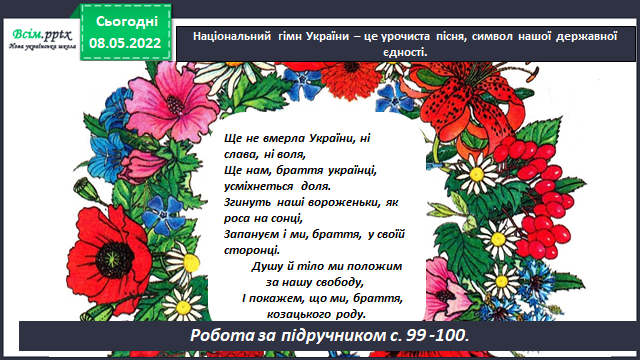 Всім.pptx
Нова українська школа
Сьогодні
08.05.2022
Національний гімн України – це урочиста пісня, символ нашої державної
єдності.
Ще не вмерла України, ні
слава, ні воля,
Ще нам, браття українці,
усміхнеться доля.
Згинуть наші вороженьки, як
роса на сонці,
Запануєм і ми, браття, у своїй
сторонці.
Душу й тіло ми положим
за нашу свободу,
І покажем, що ми, браття,
козацького роду.
Робота за підручником с. 99 -100.